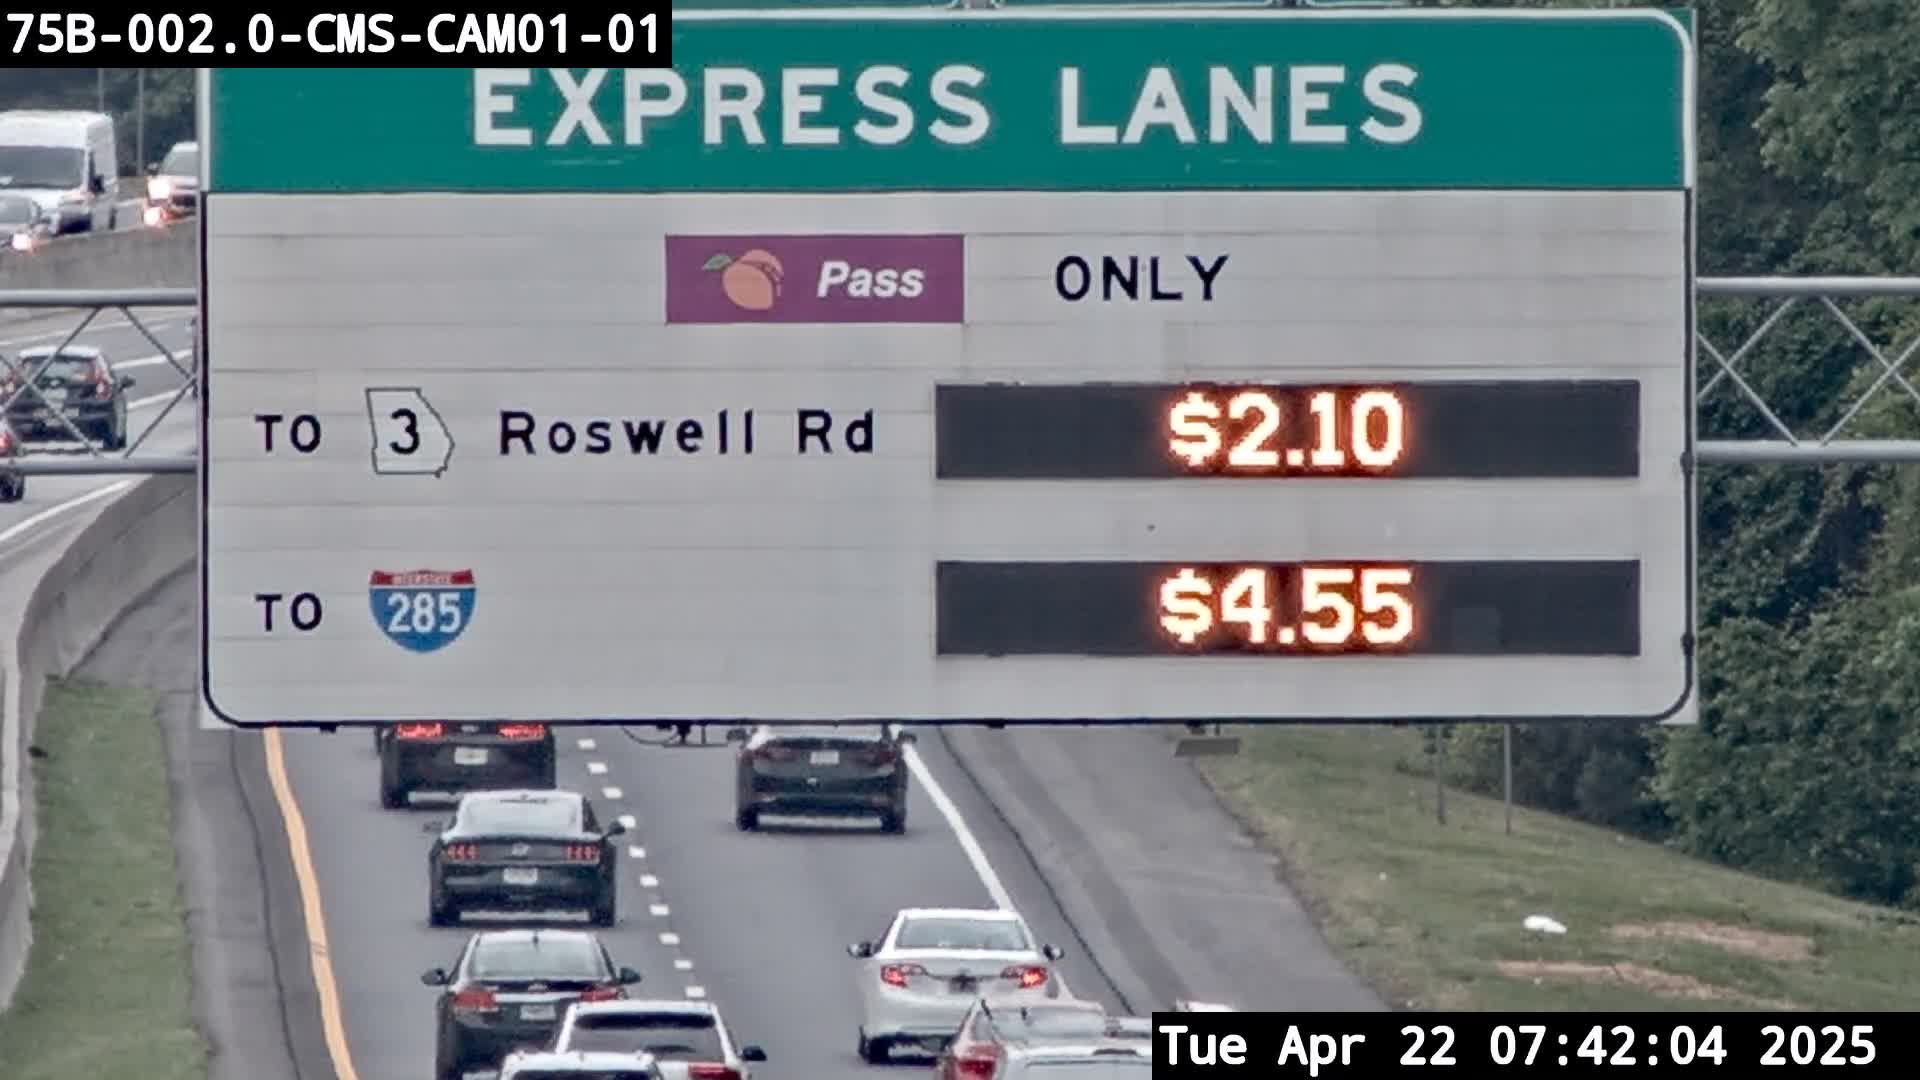 75B-002.0-CMS-CAM01-01
EXPRESS LANES
Pass ONLY
TO 3 Roswell Rd $2.10
TO INTERSTATE 285 $4.55
Tue Apr 22 07:42:04 2025